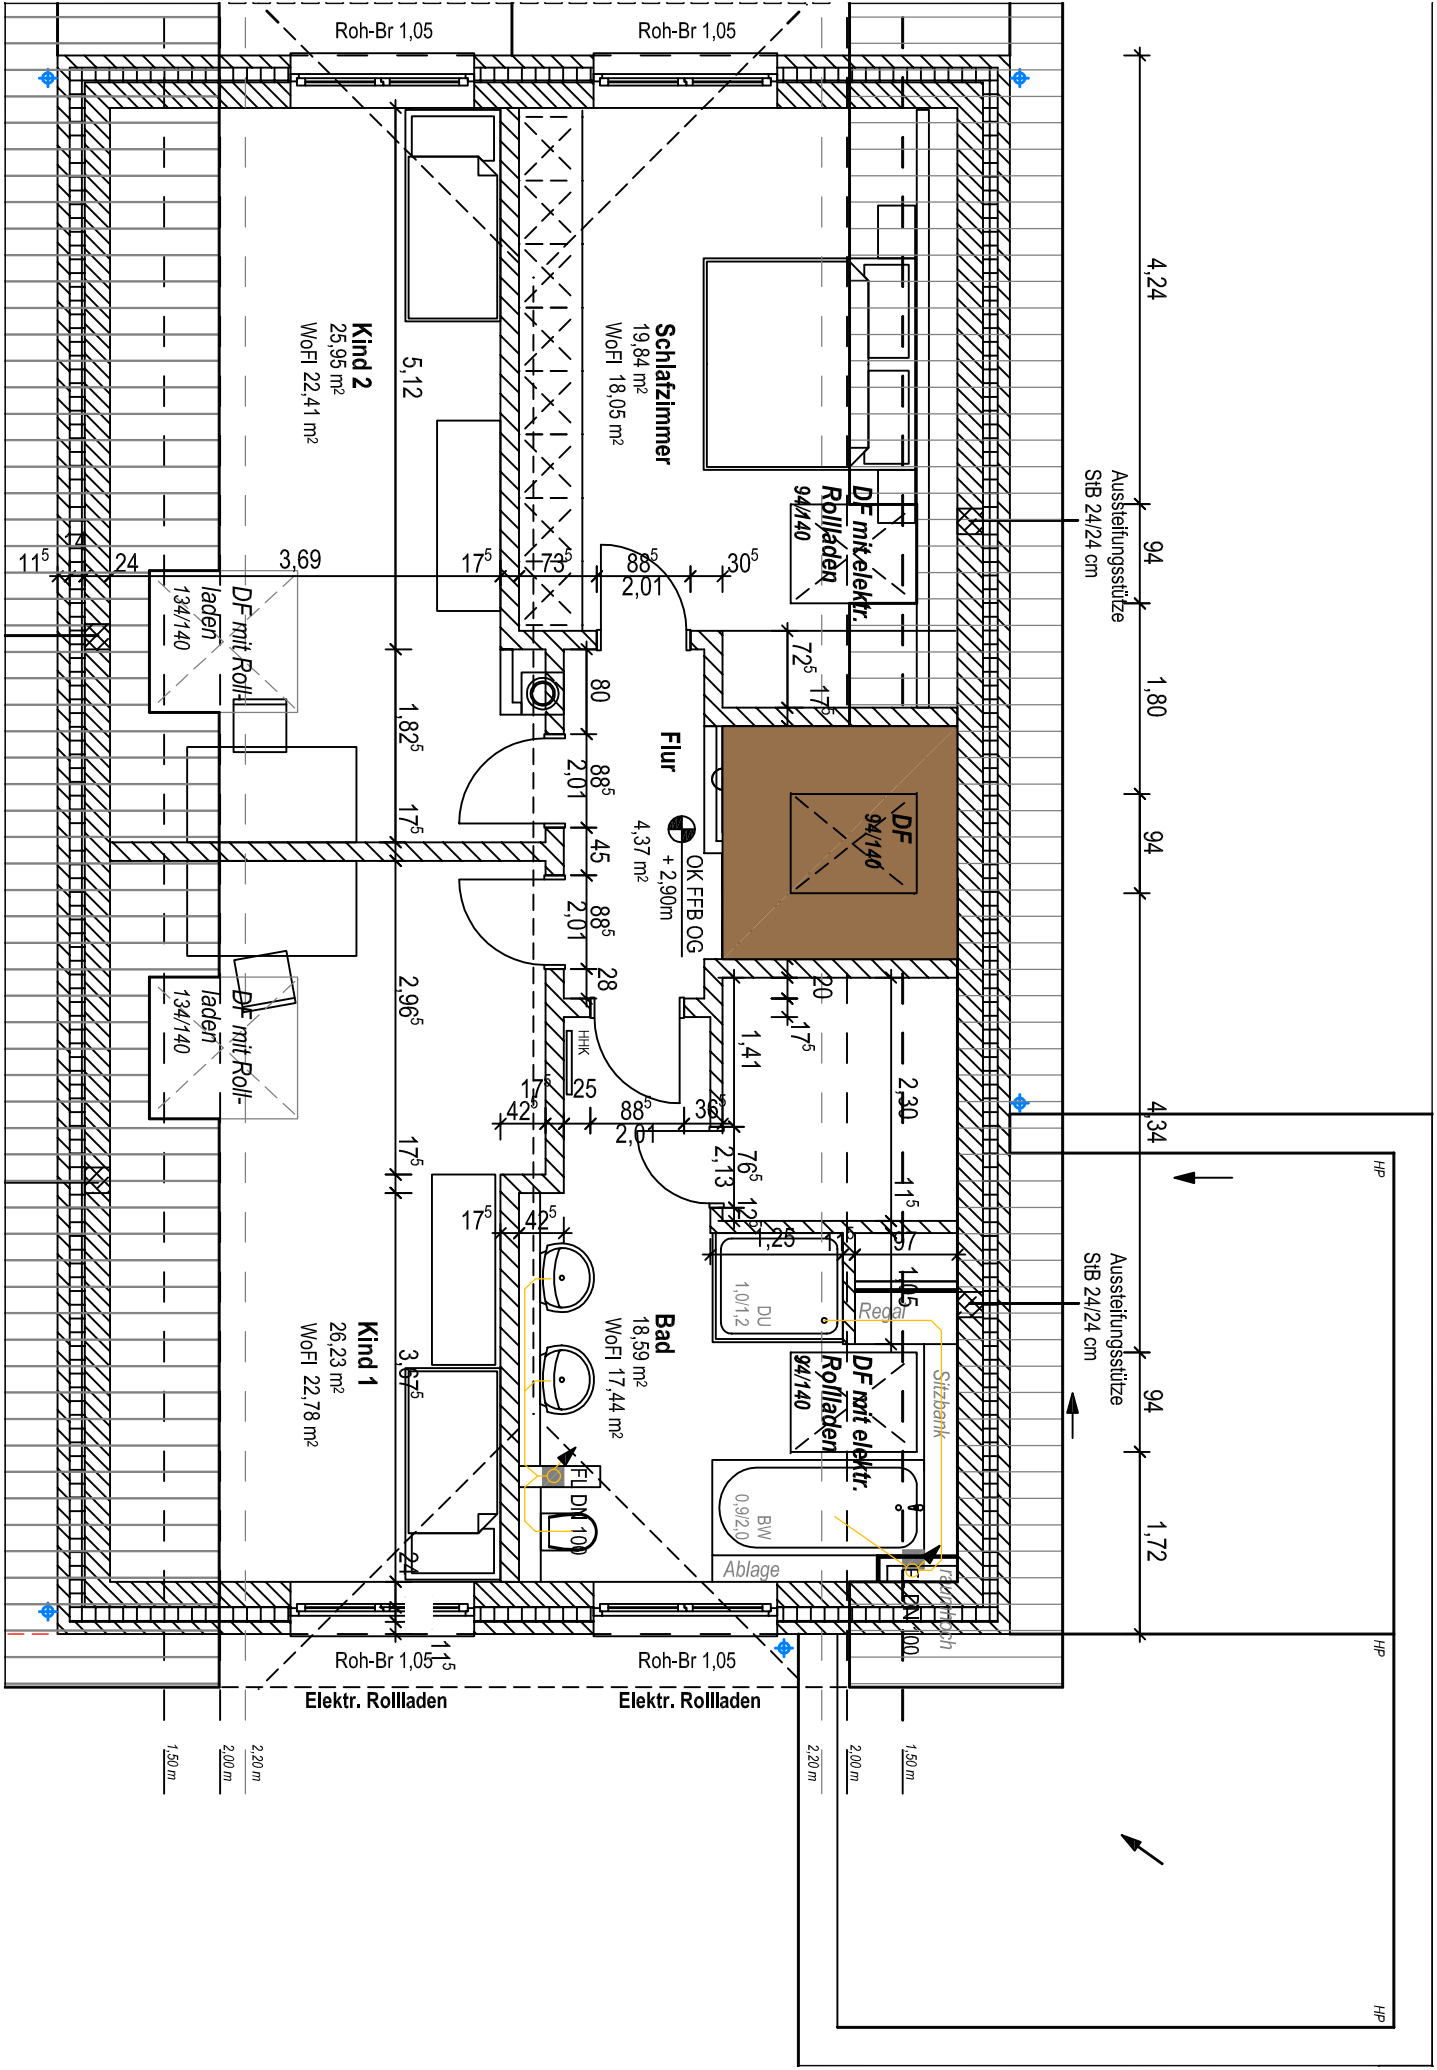 Roh-Br 1,05
Roh-Br 1,05
4,24
94
1,80
94
4,34
94
1,72
Aussteifungsstütze
StB 24/24 cm
Aussteifungsstütze
StB 24/24 cm
Kind 2
25,95 m²
WoFl 22,41 m²
Schlafzimmer
19,84 m²
WoFl 18,05 m²
5,12
DF mit elektr.
Rollladen
94/140
11⁵
14
24
3,69
17⁵
73⁵
88⁵
2,01
30⁵
DF mit Roll-
laden
134/140
72⁵
17⁵
80
1,82⁵
17⁵
Flur
4,37 m²
OK FFB OG
+ 2,90m
DF
94/140
88⁵
2,01
45
88⁵
2,01
28
20
17⁵
2,96⁵
DF mit Roll-
laden
134/140
HHK
1,41
2,30
17⁵
25
42⁵
88⁵
2,01
36⁵
76⁵
2,13
12⁵
11⁵
17⁵
17⁵
42⁵
1,25
97
1,05
Regal
DU
1,0/1,2
Sitzbank
Kind 1
26,23 m²
WoFl 22,78 m²
3,67⁵
Bad
18,59 m²
WoFl 17,44 m²
DF mit elektr.
Rollladen
94/140
FL DN 100
BW
0,9/2,0
Ablage
FL DN 100
raumhoch
24
11⁵
Roh-Br 1,05
Roh-Br 1,05
Elektr. Rollladen
Elektr. Rollladen
1,50 m
2,00 m
2,20 m
2,20 m
2,00 m
1,50 m
HP
HP
HP